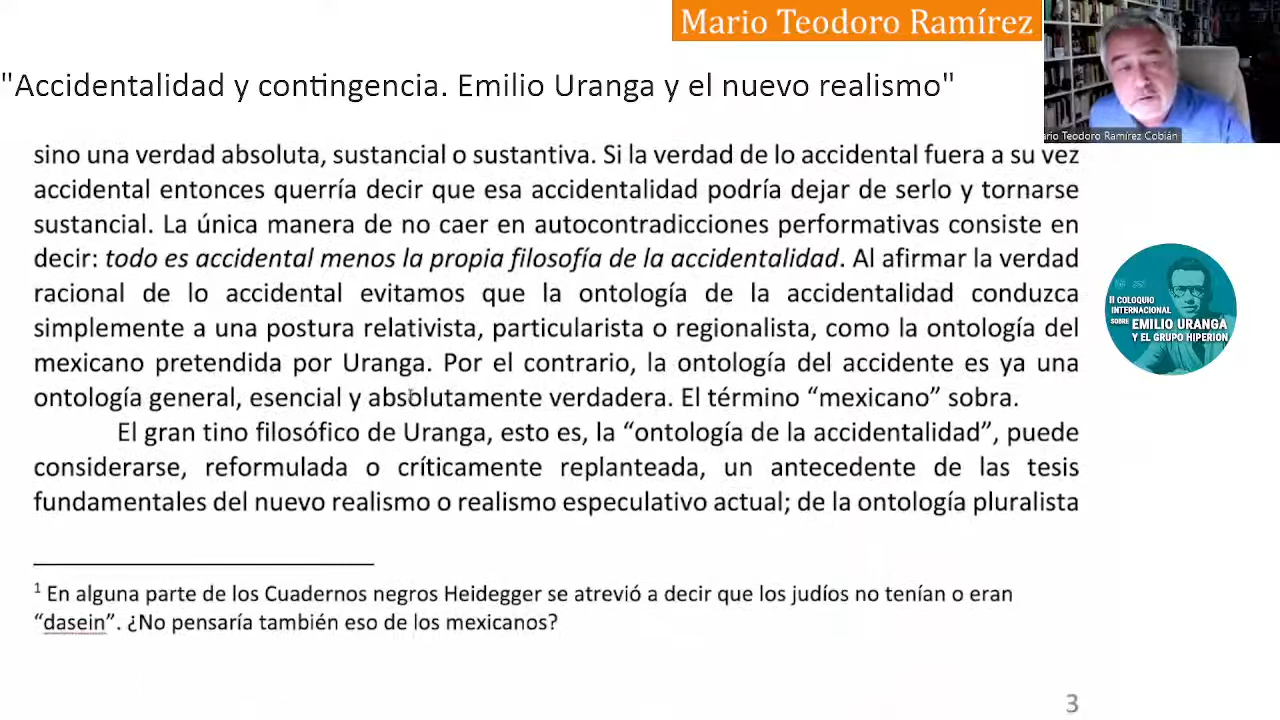 Mario Teodoro Ramírez
"Accidentalidad y contingencia. Emilio Uranga y el nuevo realismo"
ario Teodoro Ramírez Cobián
sino una verdad absoluta, sustancial o sustantiva. Si la verdad de lo accidental fuera a su vez
accidental entonces querría decir que esa accidentalidad podría dejar de serlo y tornarse
sustancial. La única manera de no caer en autocontradicciones performativas consiste en
decir: todo es accidental menos la propia filosofía de la accidentalidad. Al afirmar la verdad
racional de lo accidental evitamos que la ontología de la accidentalidad conduzca
simplemente a una postura relativista, particularista o regionalista, como la ontología del
mexicano pretendida por Uranga. Por el contrario, la ontología del accidente es ya una
ontología general, esencial y absolutamente verdadera. El término “mexicano” sobra.
El gran tino filosófico de Uranga, esto es, la “ontología de la accidentalidad”, puede
considerarse, reformulada o críticamente replanteada, un antecedente de las tesis
fundamentales del nuevo realismo o realismo especulativo actual; de la ontología pluralista
II COLOQUIO
INTERNACIONAL
SOBRE EMILIO URANGA
Y EL GRUPO HIPERIÓN
1 En alguna parte de los Cuadernos negros Heidegger se atrevió a decir que los judíos no tenían o eran
“dasein”. ¿No pensaría también eso de los mexicanos?
3